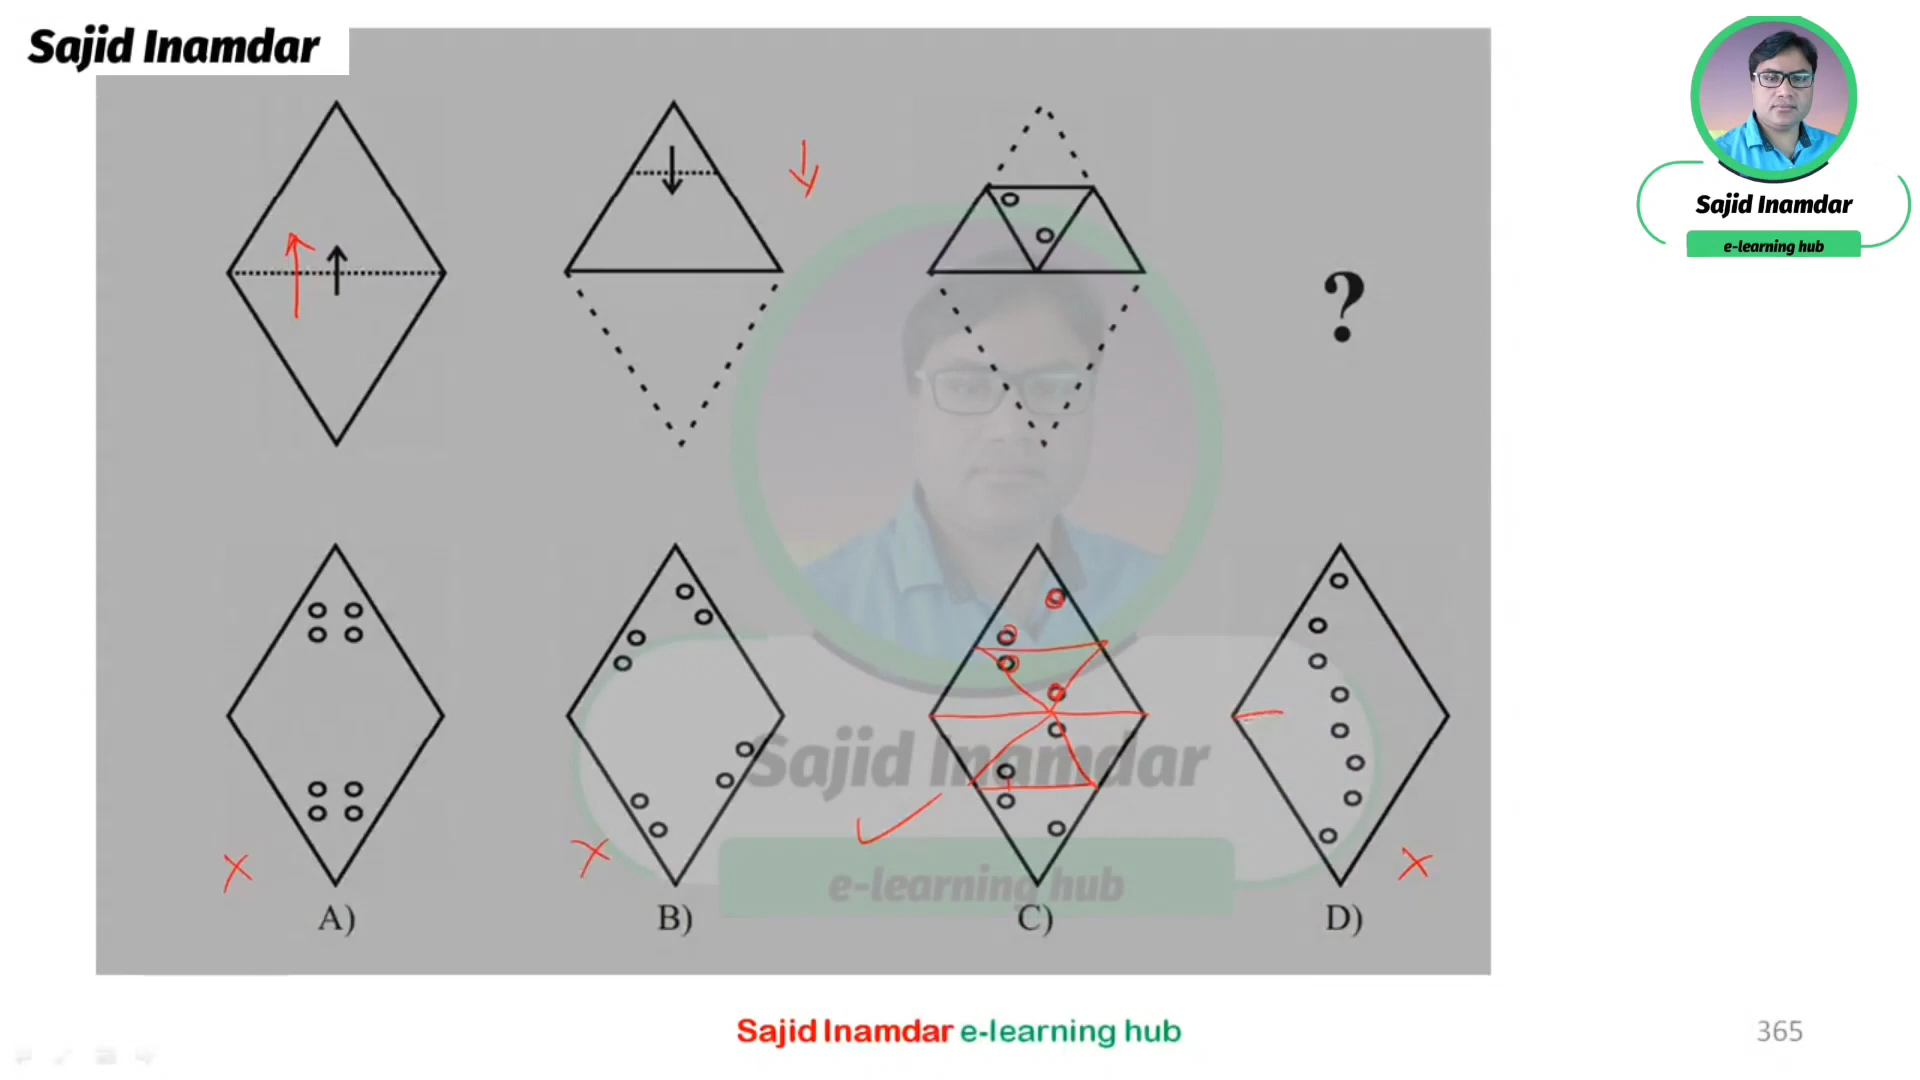 Sajid Inamdar
Sajid Inamdar
e-learning hub
?
Sajid Inamdar
e-learning hub
A)
B)
C)
D)
Sajid Inamdar e-learning hub
365